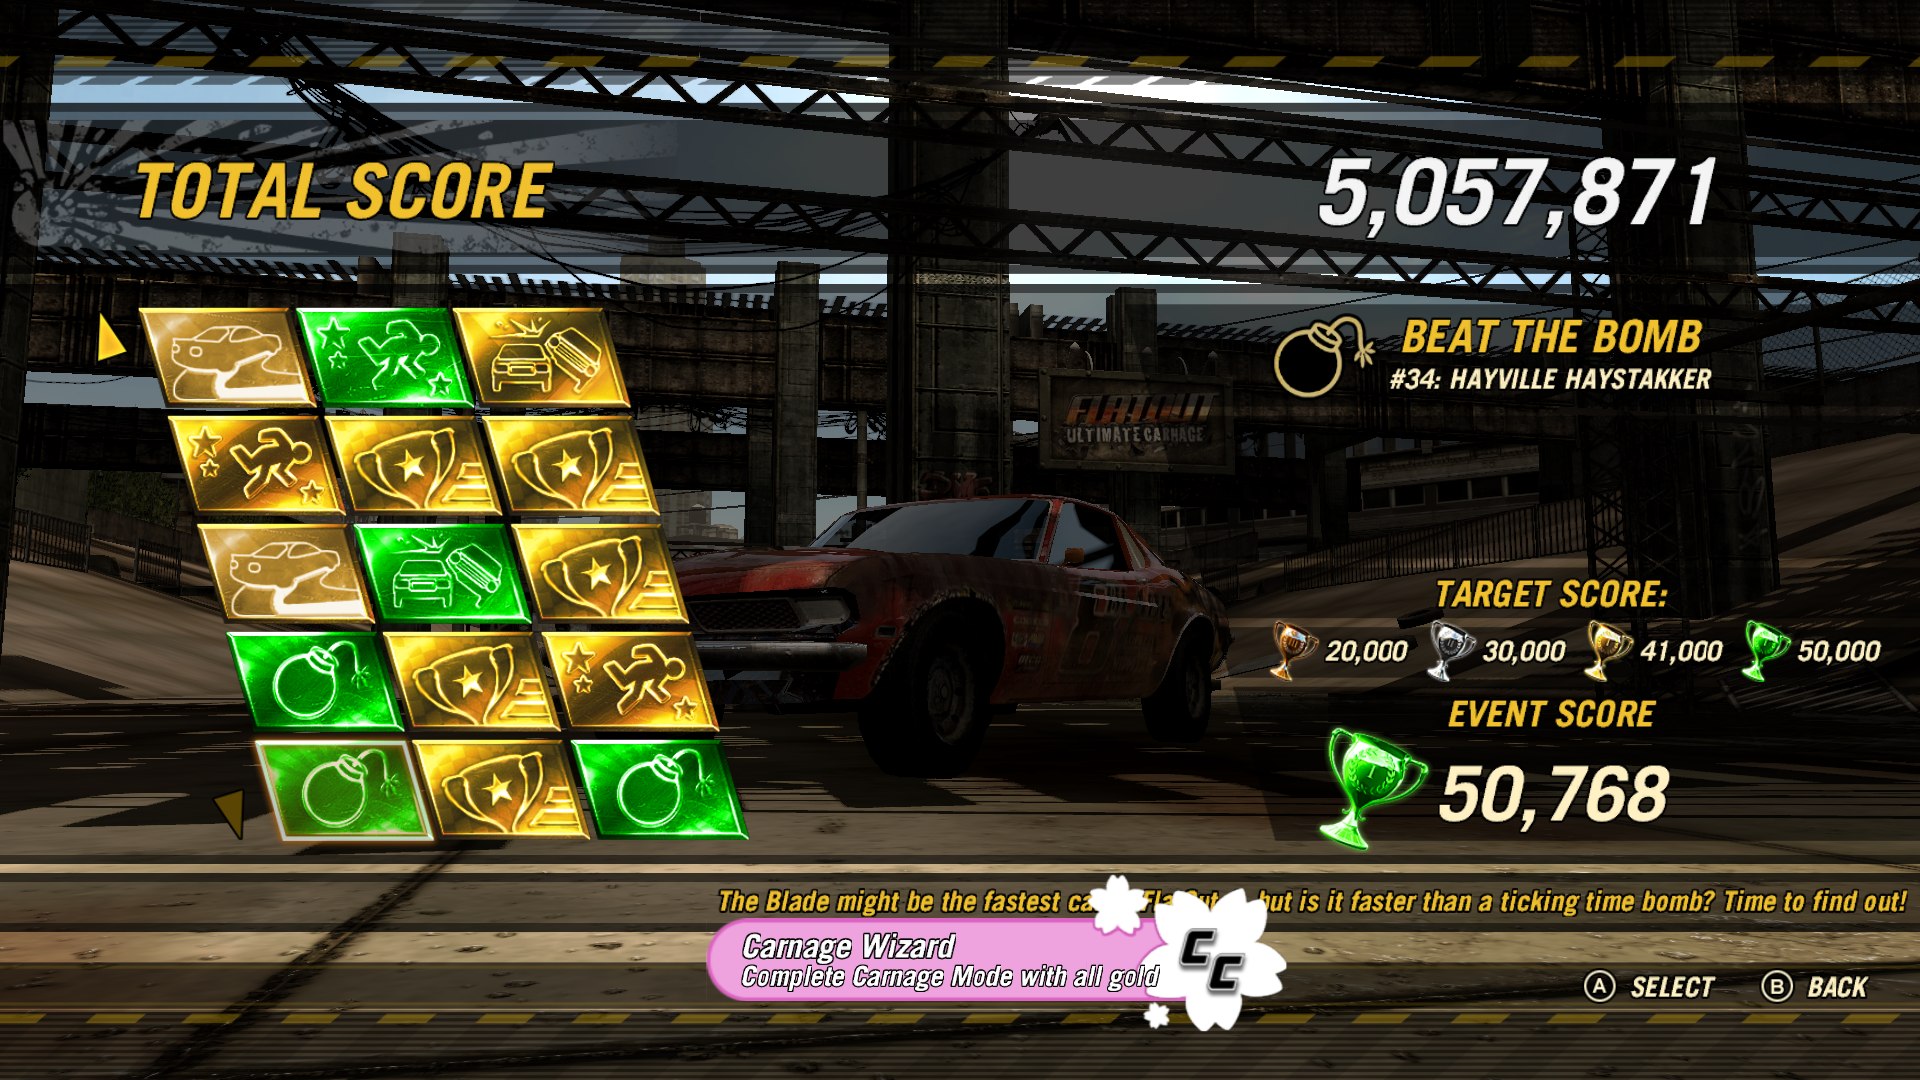 TOTAL SCORE
5,057,871
BEAT THE BOMB
#34: HAYVILLE HAYSTAKKER
FLATOUT
ULTIMATE CARNAGE
TARGET SCORE:
20,000 30,000 41,000 50,000
EVENT SCORE
50,768
The Blade might be the fastest but is it faster than a ticking time bomb? Time to find out!
Carnage Wizard
Complete Carnage Mode with all gold
CC
A SELECT B BACK